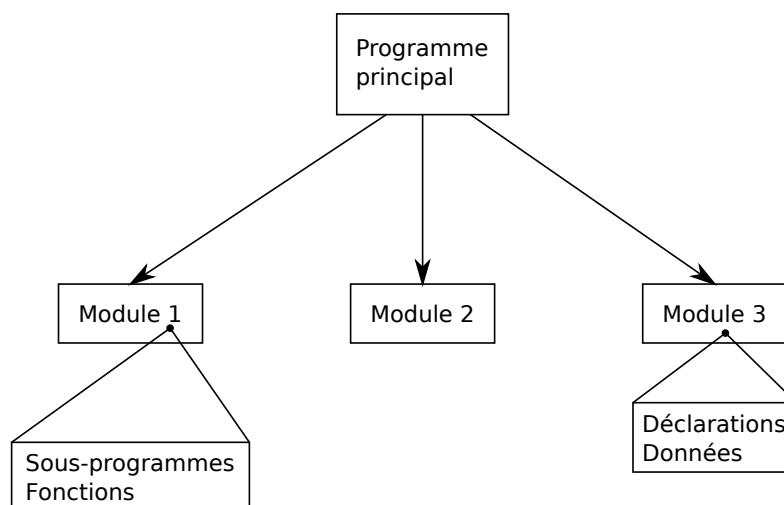 Programme
principal
Module 1
Module 2
Module 3
Déclarations
Données
Sous-programmes
Fonctions